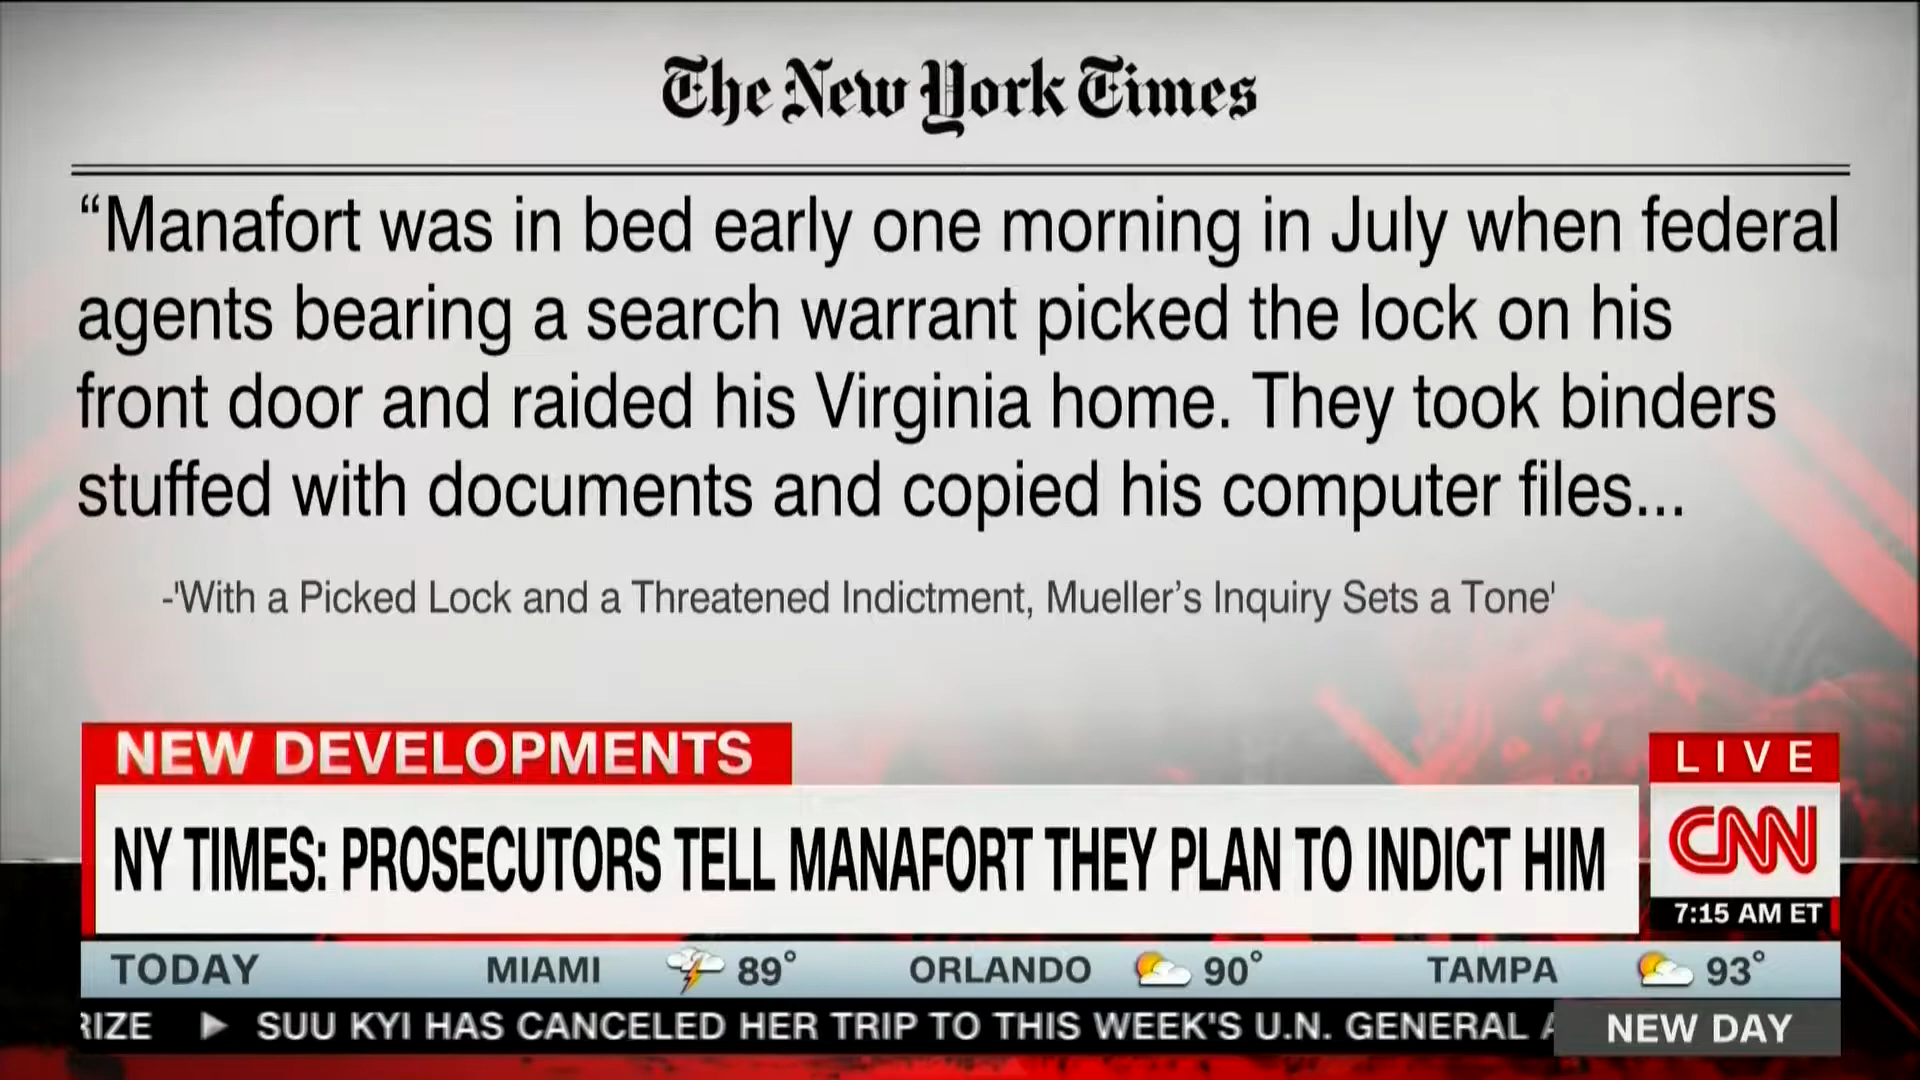 The New York Times
“Manafort was in bed early one morning in July when federal
agents bearing a search warrant picked the lock on his
front door and raided his Virginia home. They took binders
stuffed with documents and copied his computer files...
-'With a Picked Lock and a Threatened Indictment, Mueller’s Inquiry Sets a Tone'
NEW DEVELOPMENTS
LIVE
NY TIMES: PROSECUTORS TELL MANAFORT THEY PLAN TO INDICT HIM
CNN
7:15 AM ET
TODAY MIAMI 89° ORLANDO 90° TAMPA 93°
RIZE ▶ SUU KYI HAS CANCELED HER TRIP TO THIS WEEK'S U.N. GENERAL A
NEW DAY